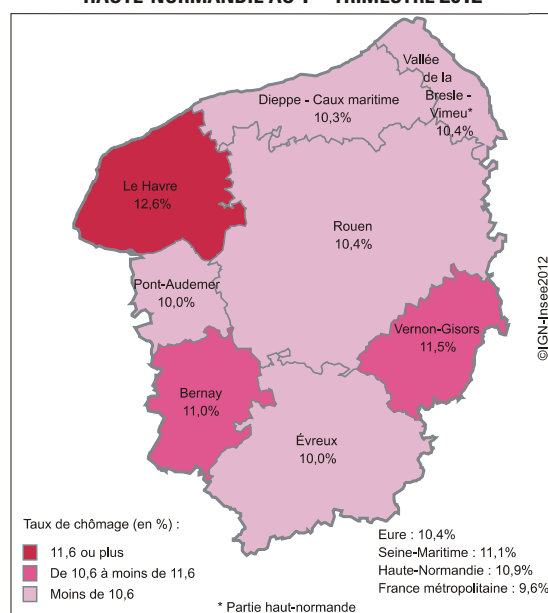 HAUTE-NORMANDIE AU 1er TRIMESTRE 2012
Vallée
de la
Bresle -
Vimeu*
10,4%
Dieppe - Caux maritime
10,3%
Le Havre
12,6%
Rouen
10,4%
Pont-Audemer
10,0%
Vernon-Gisors
11,5%
Bernay
11,0%
Évreux
10,0%
©IGN-Insee2012
Taux de chômage (en %) :
11,6 ou plus
De 10,6 à moins de 11,6
Moins de 10,6
Eure : 10,4%
Seine-Maritime : 11,1%
Haute-Normandie : 10,9%
France métropolitaine : 9,6%
* Partie haut-normande